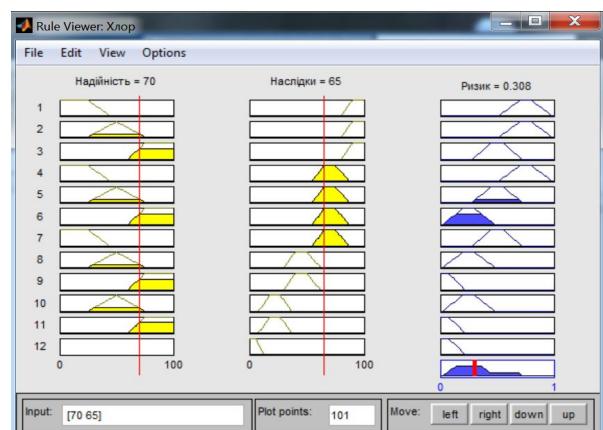 Rule Viewer: Хлор
File Edit View Options
Надійність = 70
Наслідки = 65
Ризик = 0.308
1
2
3
4
5
6
7
8
9
10
11
12
0 100
0 100
0 1
Input: [70 65]
Plot points: 101
Move: left right down up